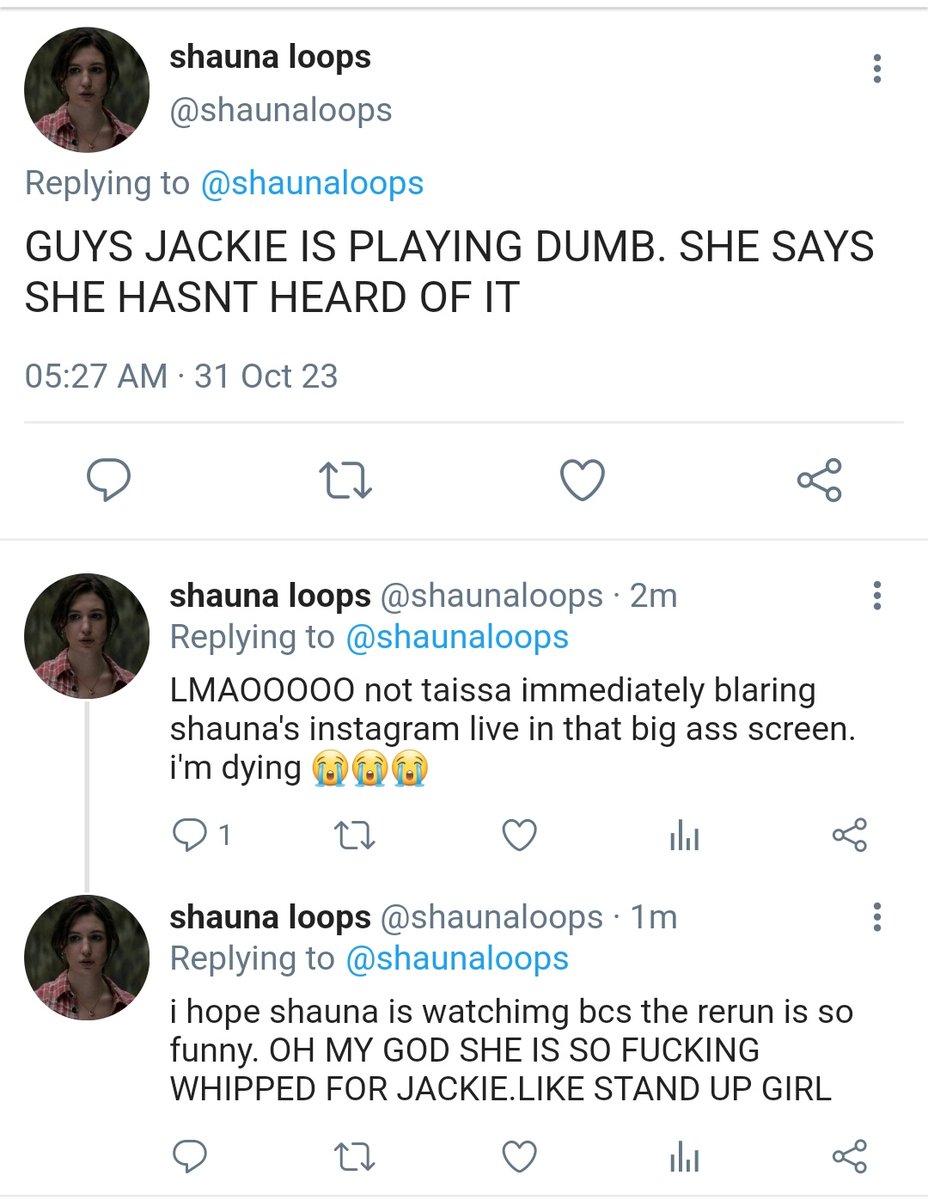 shauna loops
@shaunaloops
Replying to @shaunaloops
GUYS JACKIE IS PLAYING DUMB. SHE SAYS
SHE HASNT HEARD OF IT
05:27 AM · 31 Oct 23
shauna loops @shaunaloops · 2m
Replying to @shaunaloops
LMAOOOOO not taissa immediately blaring
shauna's instagram live in that big ass screen.
i'm dying 😭😭😭
1
shauna loops @shaunaloops · 1m
Replying to @shaunaloops
i hope shauna is watchimg bcs the rerun is so
funny. OH MY GOD SHE IS SO FUCKING
WHIPPED FOR JACKIE.LIKE STAND UP GIRL